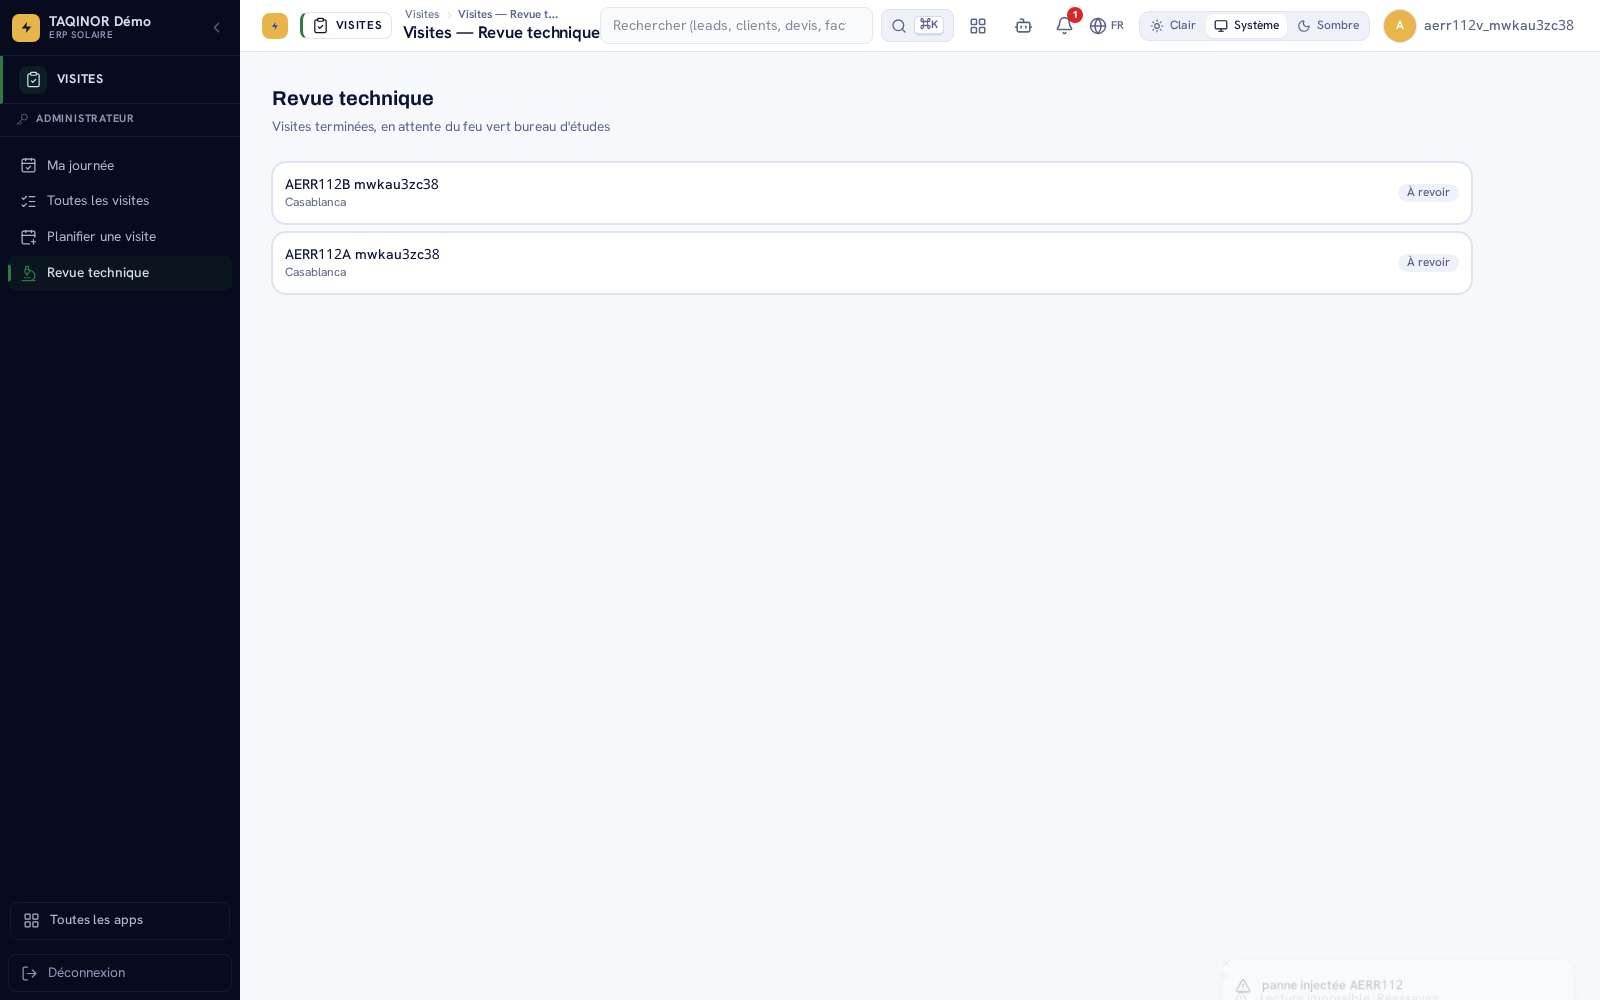 TAQINOR Démo
ERP SOLAIRE
VISITES
ADMINISTRATEUR
Ma journée
Toutes les visites
Planifier une visite
Revue technique
Toutes les apps
Déconnexion
VISITES
Visites › Visites — Revue t...
Visites — Revue technique
Rechercher (leads, clients, devis, fac
⌘K
1
FR
Clair
Système
Sombre
A
aerr112v_mwkau3zc38
Revue technique
Visites terminées, en attente du feu vert bureau d'études
AERR112B mwkau3zc38
Casablanca
À revoir
AERR112A mwkau3zc38
Casablanca
À revoir
panne injectée AERR112
Lecture impossible. Réessayez.